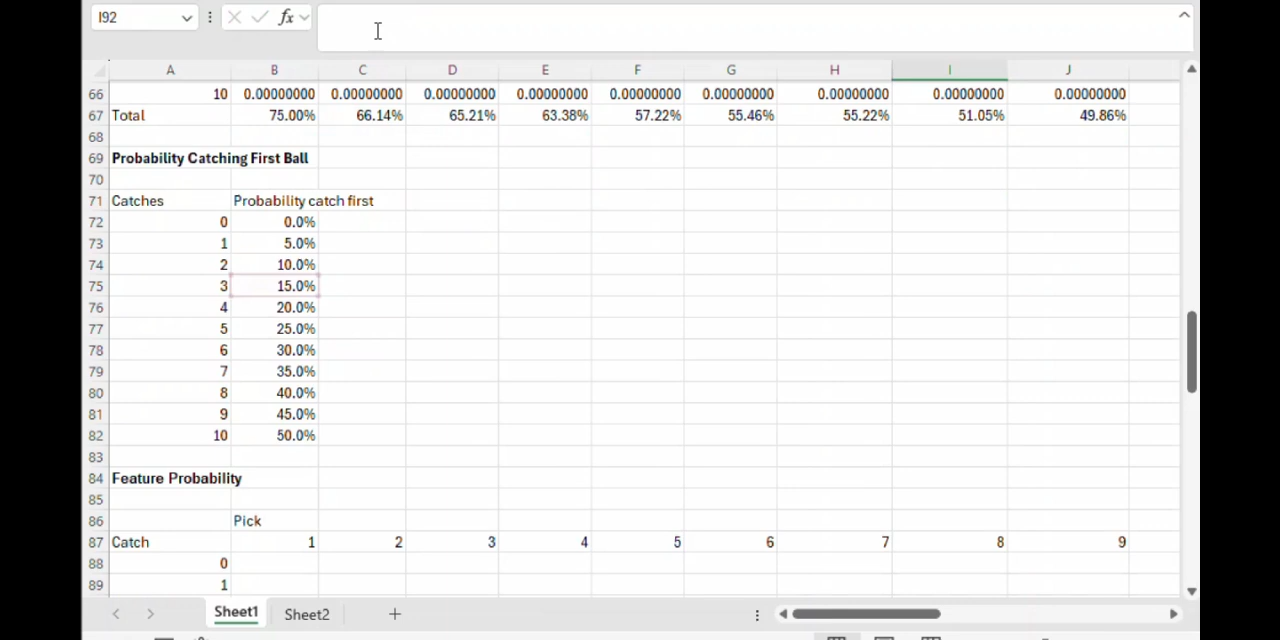 I92 fx
A B C D E F G H I J
66 10 0.00000000 0.00000000 0.00000000 0.00000000 0.00000000 0.00000000 0.00000000 0.00000000 0.00000000
67 Total 75.00% 66.14% 65.21% 63.38% 57.22% 55.46% 55.22% 51.05% 49.86%
68
69 Probability Catching First Ball
70
71 Catches Probability catch first
72 0 0.0%
73 1 5.0%
74 2 10.0%
75 3 15.0%
76 4 20.0%
77 5 25.0%
78 6 30.0%
79 7 35.0%
80 8 40.0%
81 9 45.0%
82 10 50.0%
83
84 Feature Probability
85
86 Pick
87 Catch 1 2 3 4 5 6 7 8 9
88 0
89 1
Sheet1 Sheet2